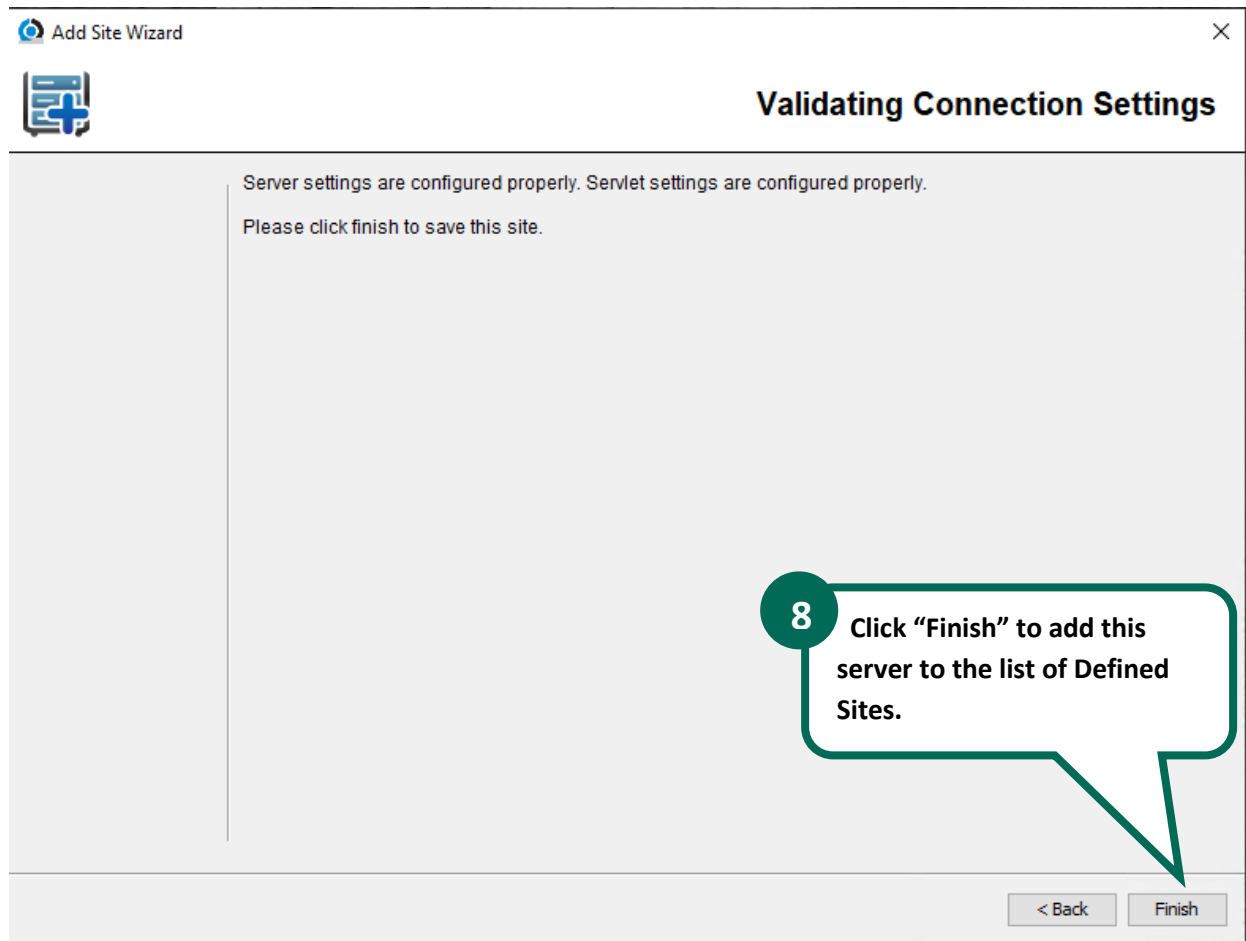 Add Site Wizard
Validating Connection Settings
Server settings are configured properly. Servlet settings are configured properly.
Please click finish to save this site.
8
Click “Finish” to add this
server to the list of Defined
Sites.
< Back
Finish